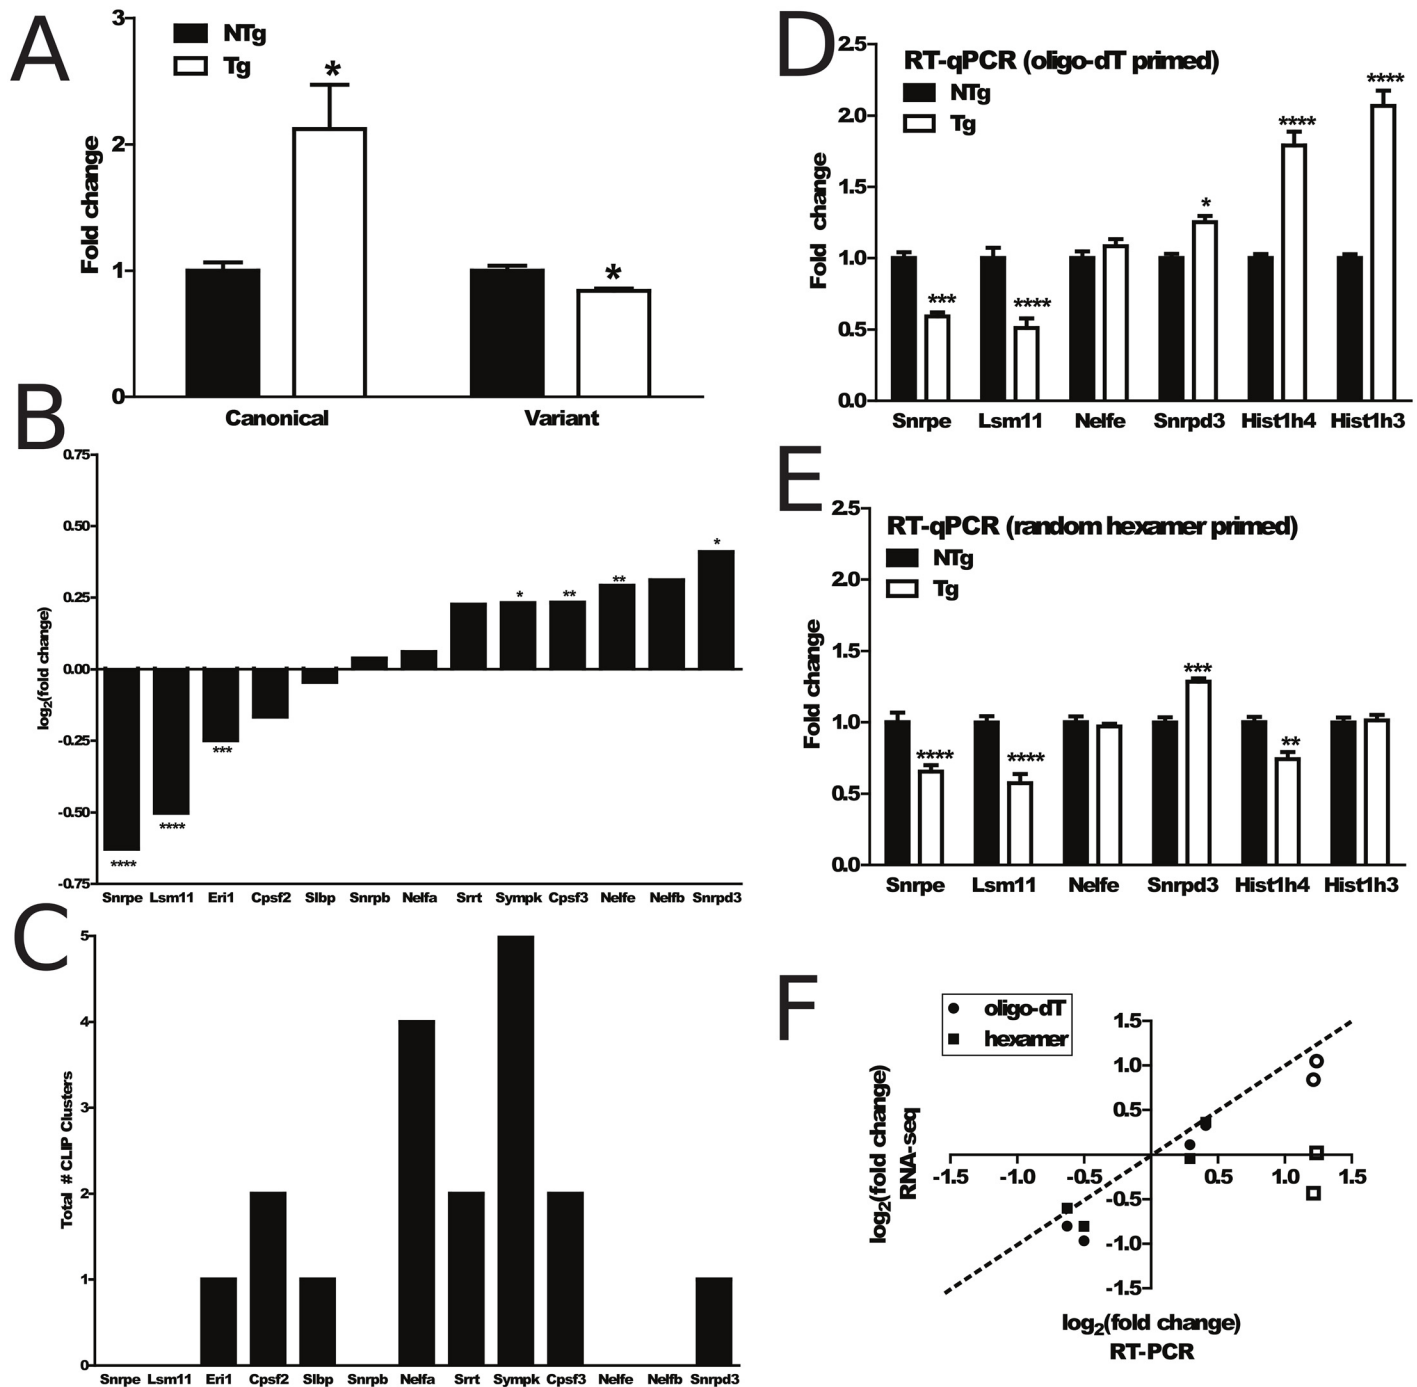 A
3
2
1
0
Fold change
NTg
Tg
*
*
Canonical Variant
B
0.75
0.50
0.25
0.00
-0.25
-0.50
-0.75
log2(fold change)
**** **** *** * ** ** *
Snrpe Lsm11 Eri1 Cpsf2 Slbp Snrpb Nelfa Srrt Sympk Cpsf3 Nelfe Nelfb Snrpd3
C
5
4
3
2
1
0
Total # CLIP Clusters
Snrpe Lsm11 Eri1 Cpsf2 Slbp Snrpb Nelfa Srrt Sympk Cpsf3 Nelfe Nelfb Snrpd3
D
RT-qPCR (oligo-dT primed)
NTg
Tg
2.5
2.0
1.5
1.0
0.5
0.0
Fold change
*** **** * **** ****
Snrpe Lsm11 Nelfe Snrpd3 Hist1h4 Hist1h3
E
RT-qPCR (random hexamer primed)
NTg
Tg
2.5
2.0
1.5
1.0
0.5
0.0
Fold change
**** **** *** **
Snrpe Lsm11 Nelfe Snrpd3 Hist1h4 Hist1h3
F
oligo-dT
hexamer
1.5
1.0
0.5
-0.5
-1.0
-1.5
-1.5 -1.0 -0.5 0.5 1.0 1.5
log2(fold change)
RNA-seq
log2(fold change)
RT-PCR